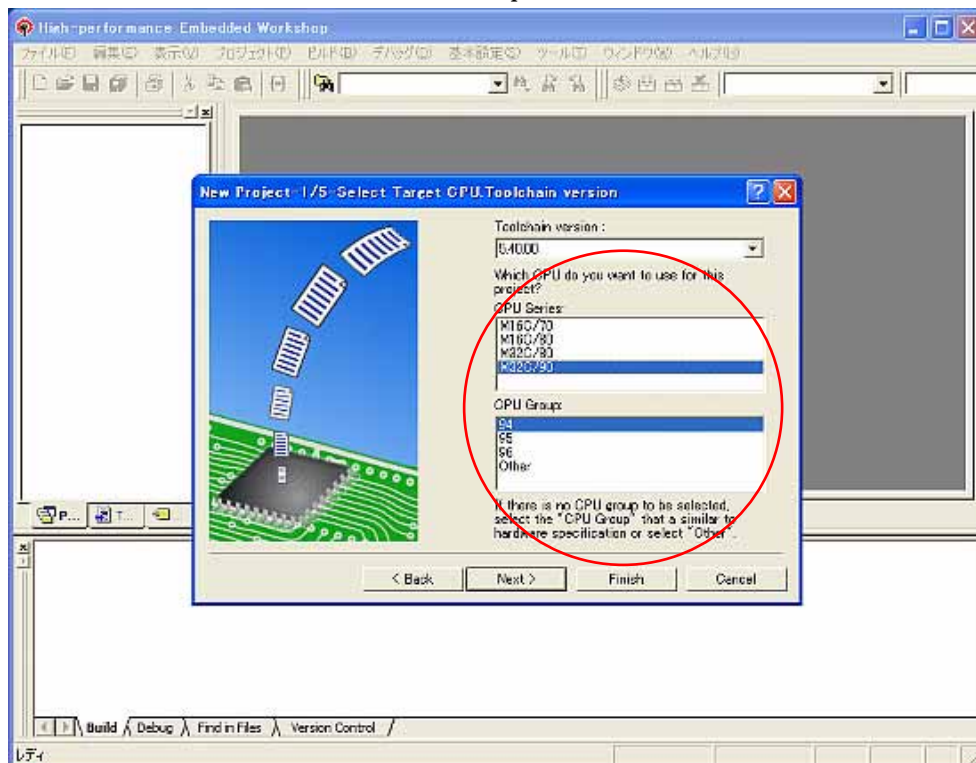 High-performance Embedded Workshop
ファイル(F) 編集(E) 表示(V) プロジェクト(P) ビルド(B) デバッグ(D) 基本設定(S) ツール(T) ウィンドウ(W) ヘルプ(H)
New Project-1/5-Select Target CPU,Toolchain version
Toolchain version :
5.40.00
Which CPU do you want to use for this
project?
CPU Series:
M16C/70
M16C/80
M32C/80
M32C/90
CPU Group:
94
95
96
Other
If there is no CPU group to be selected,
select the "CPU Group" that a similar to
hardware specification or select "Other".
< Back Next > Finish Cancel
P... T...
Build Debug Find in Files Version Control
レディ